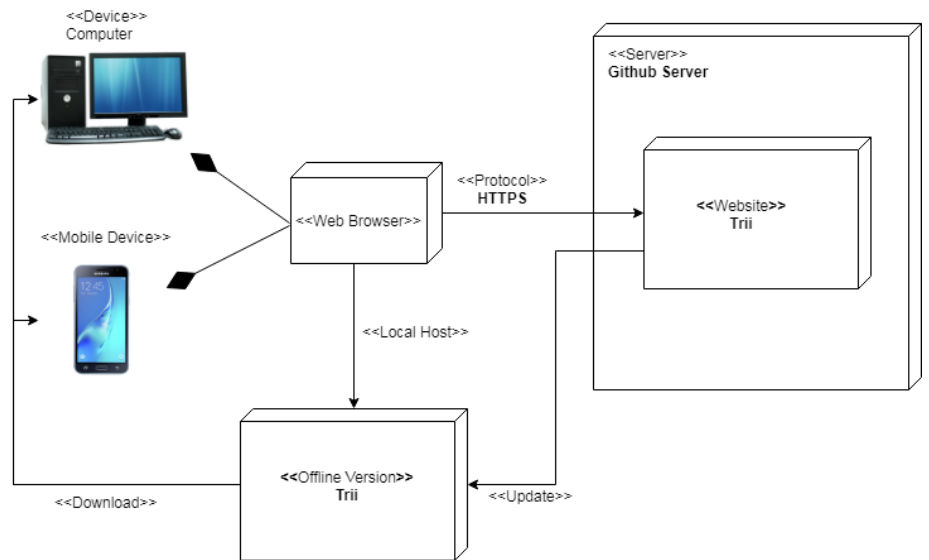 <<Device>>
Computer
<<Server>>
Github Server
<<Protocol>>
HTTPS
<<Website>>
Trii
<<Web Browser>>
<<Mobile Device>>
<<Local Host>>
<<Offline Version>>
Trii
<<Download>>
<<Update>>